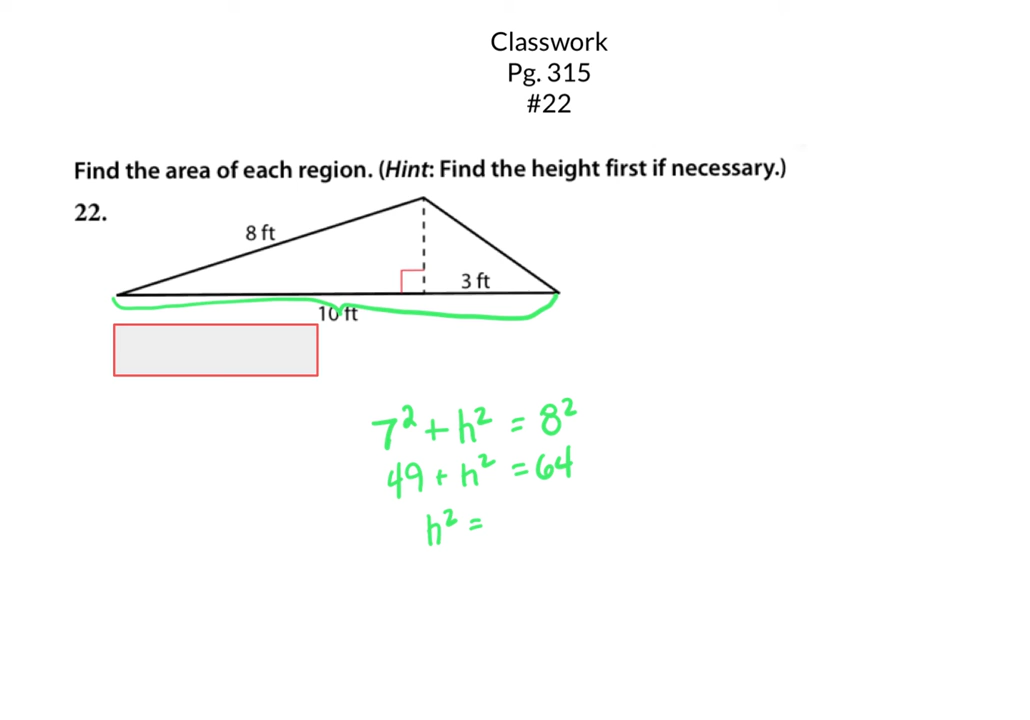 Classwork
Pg. 315
#22
Find the area of each region. (Hint: Find the height first if necessary.)
22.
8 ft
3 ft
10 ft
7² + h² = 8²
49 + h² = 64
h² =